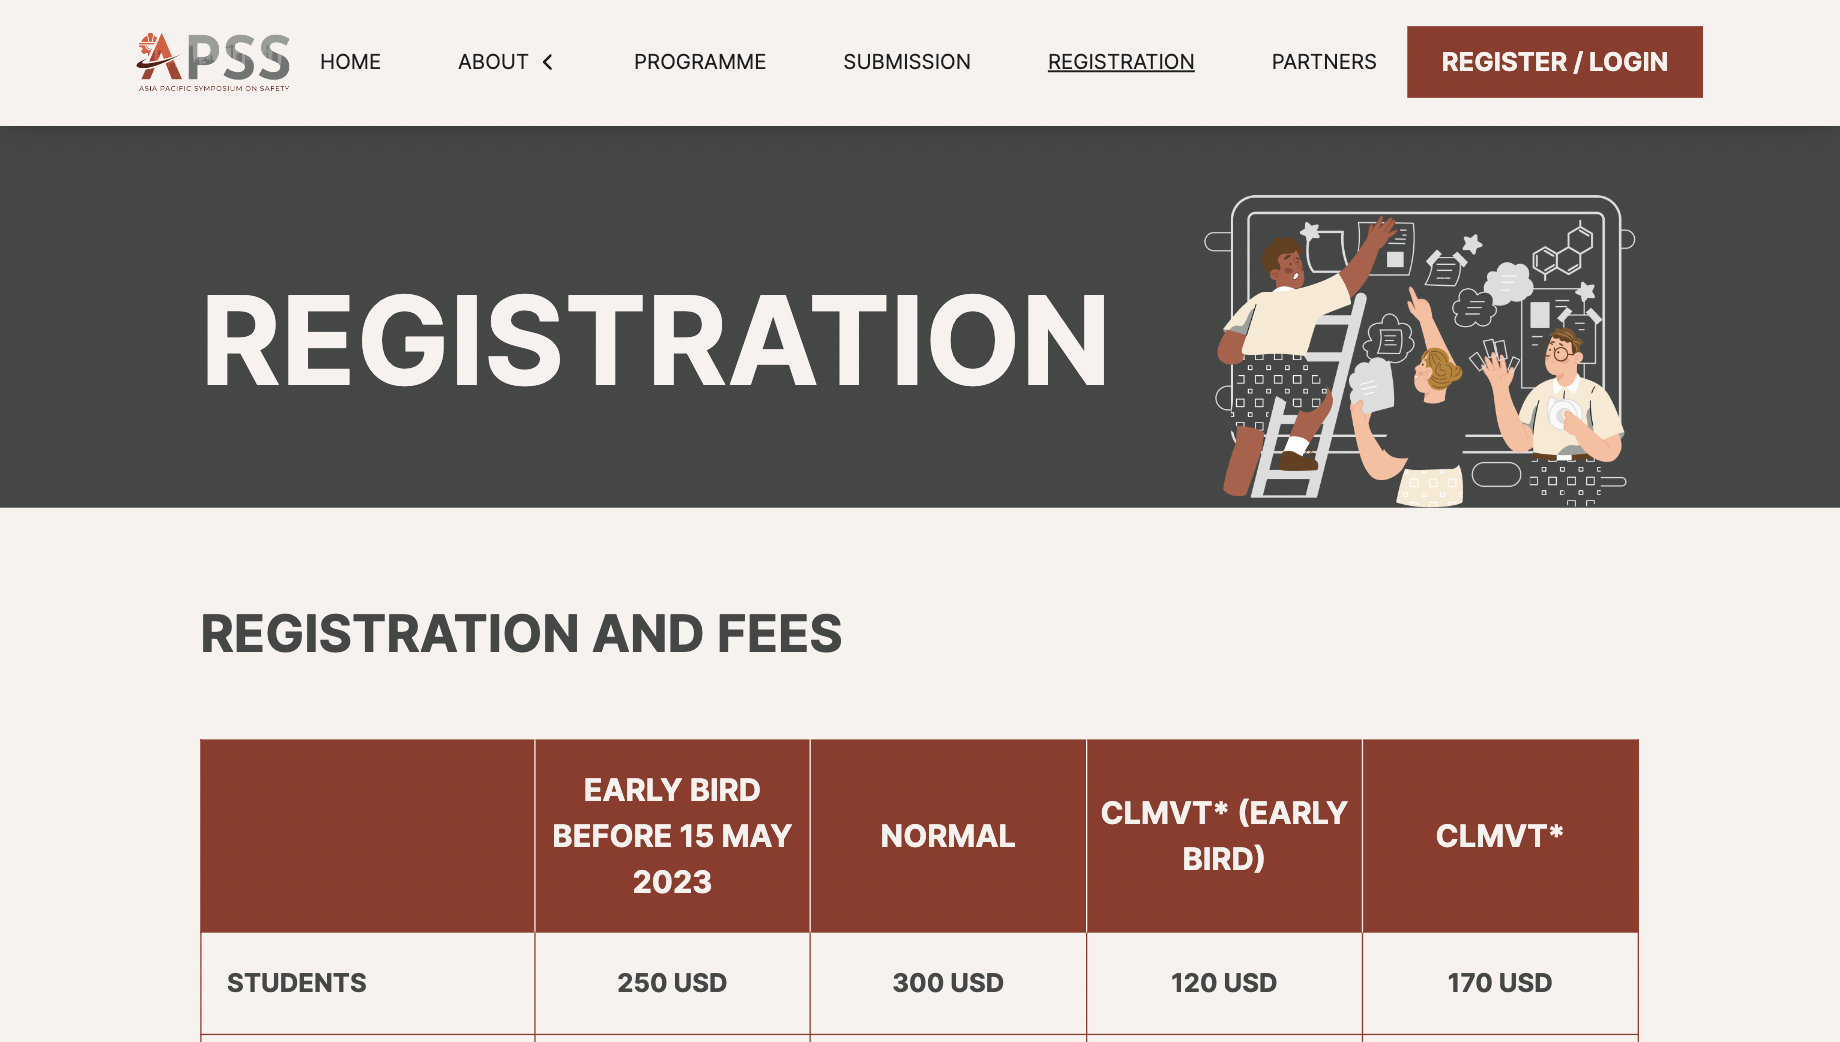 APSS
ASIA PACIFIC SYMPOSIUM ON SAFETY
HOME
ABOUT
PROGRAMME
SUBMISSION
REGISTRATION
PARTNERS
REGISTER / LOGIN
REGISTRATION
REGISTRATION AND FEES
EARLY BIRD
BEFORE 15 MAY
2023
NORMAL
CLMVT* (EARLY
BIRD)
CLMVT*
STUDENTS
250 USD
300 USD
120 USD
170 USD